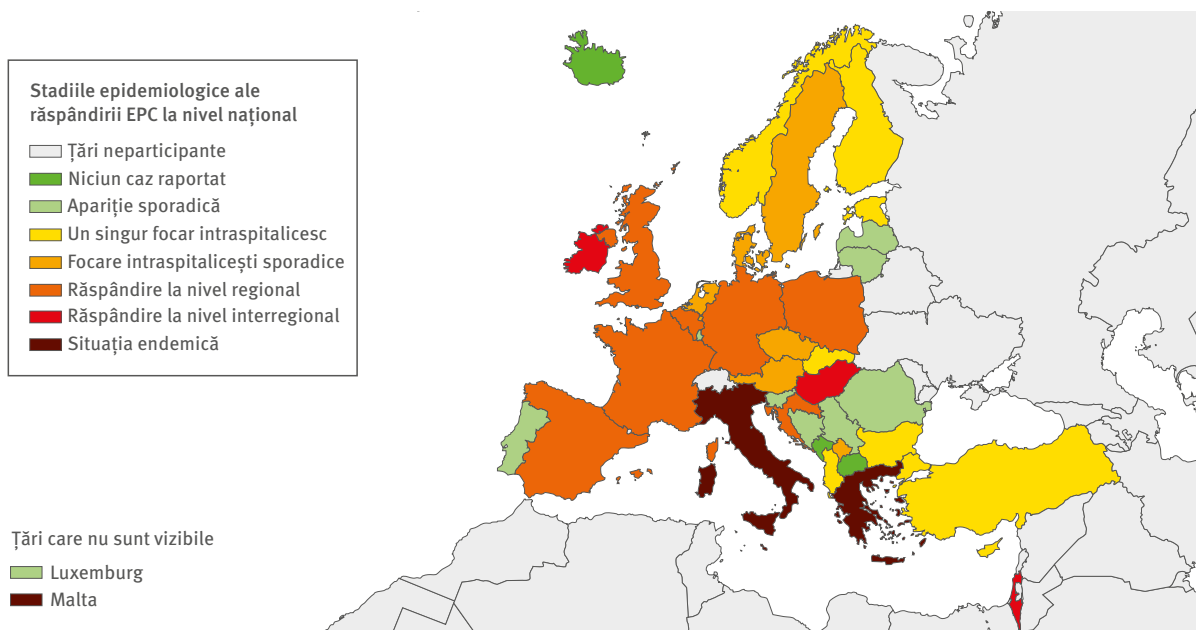 Stadiile epidemiologice ale
răspândirii EPC la nivel național
Țări neparticipante
Niciun caz raportat
Apariție sporadică
Un singur focar intraspitalicesc
Focare intraspitalicești sporadice
Răspândire la nivel regional
Răspândire la nivel interregional
Situația endemică
Țări care nu sunt vizibile
Luxemburg
Malta